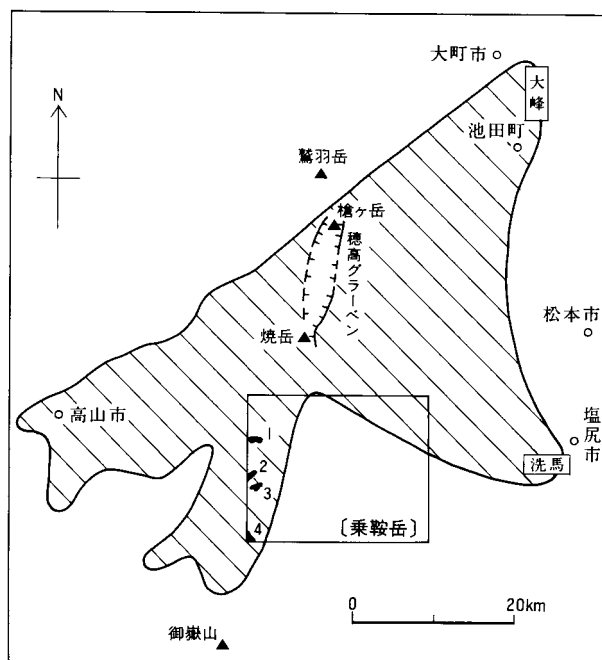 大町市
大峰
N
池田町
鷲羽岳
槍ヶ岳
穂高グラーベン
松本市
焼岳
高山市
塩尻市
1
洗馬
2
3
4
〔乗鞍岳〕
0 20km
御嶽山